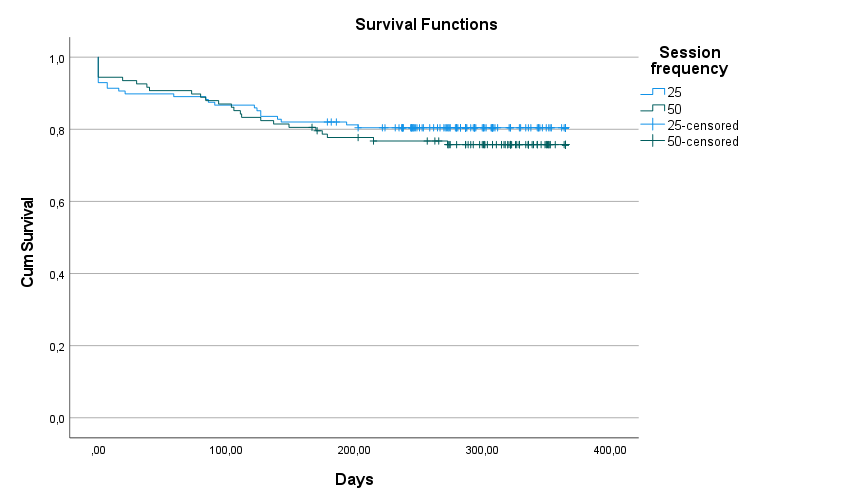 Survival Functions
Session
frequency
25
50
25-censored
50-censored
1,0
0,8
0,6
0,4
0,2
0,0
Cum Survival
,00
100,00
200,00
300,00
400,00
Days